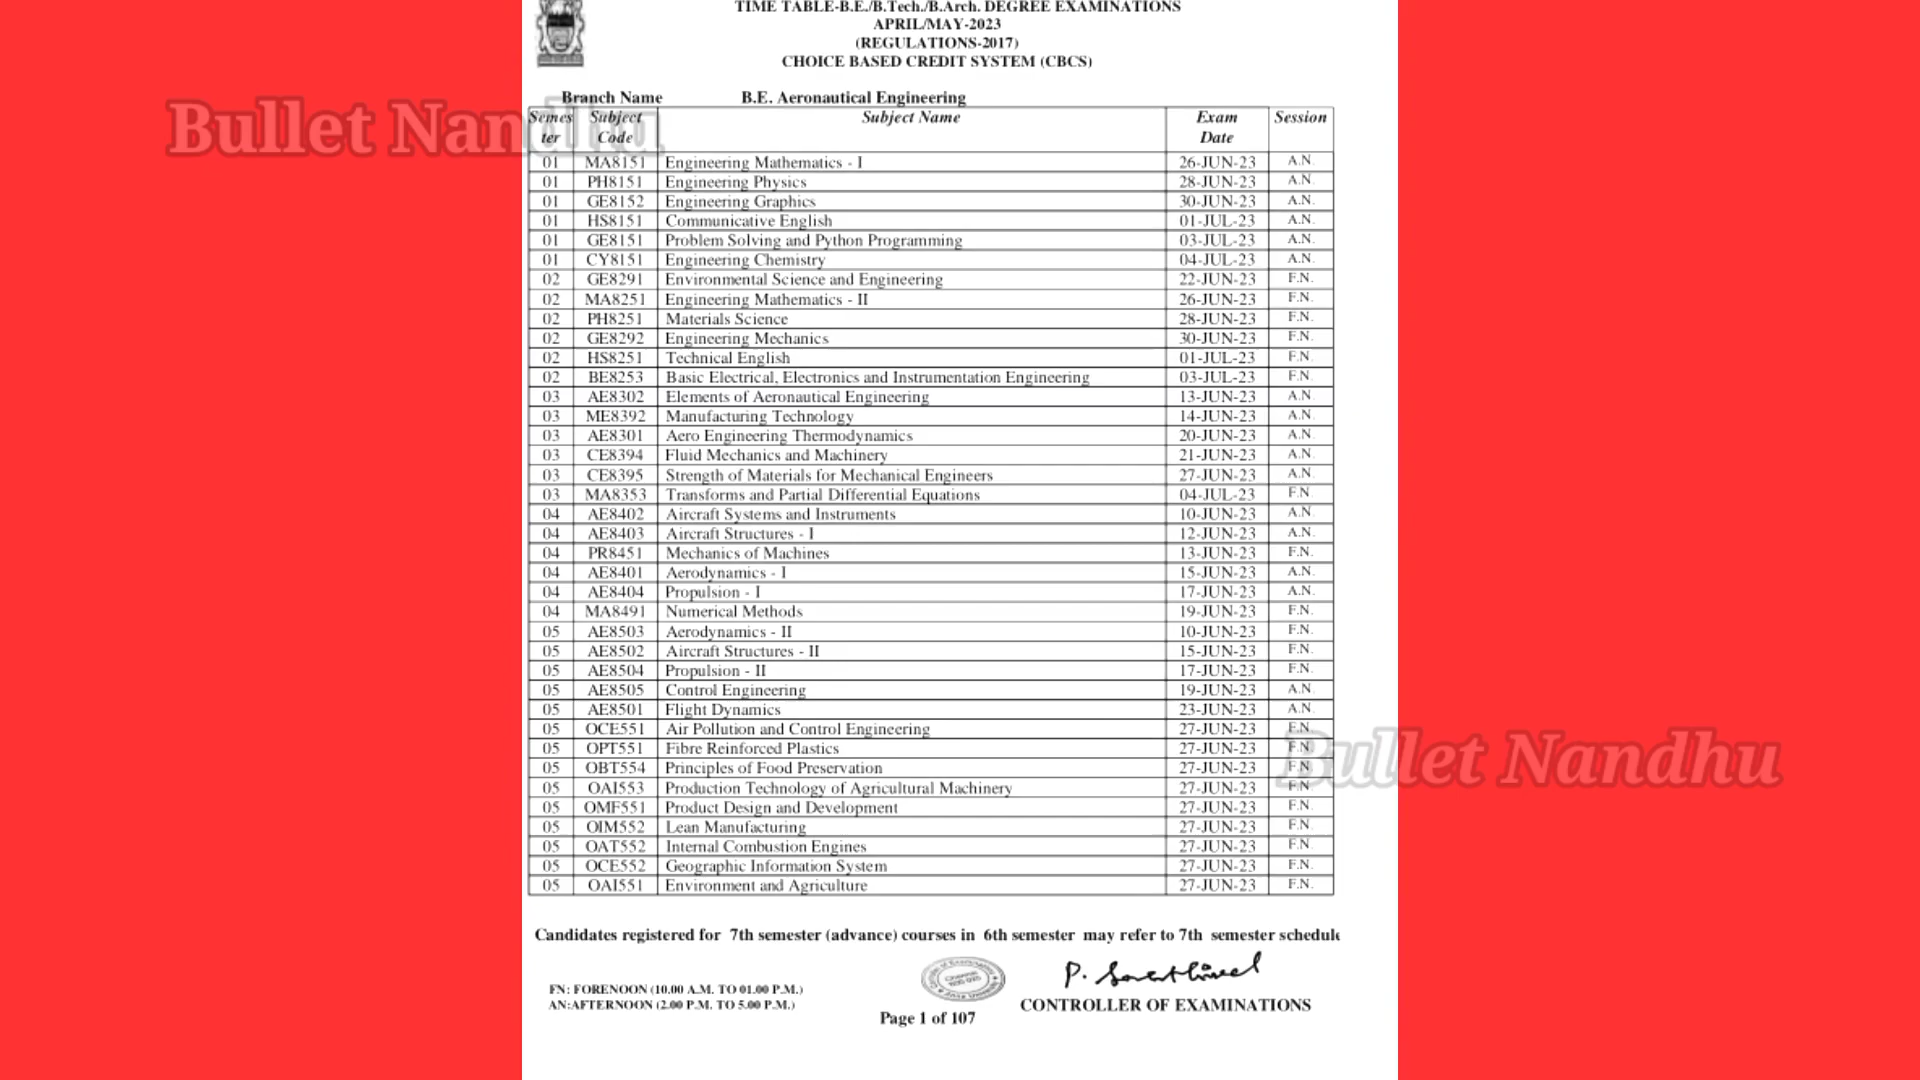 TIME TABLE-B.E./B.Tech./B.Arch. DEGREE EXAMINATIONS
APRIL/MAY-2023
(REGULATIONS-2017)
CHOICE BASED CREDIT SYSTEM (CBCS)
Branch Name B.E. Aeronautical Engineering
Bullet Nandhu
Semes ter Subject Code Subject Name Exam Date Session
01 MA8151 Engineering Mathematics - I 26-JUN-23 A.N.
01 PH8151 Engineering Physics 28-JUN-23 A.N.
01 GE8152 Engineering Graphics 30-JUN-23 A.N.
01 HS8151 Communicative English 01-JUL-23 A.N.
01 GE8151 Problem Solving and Python Programming 03-JUL-23 A.N.
01 CY8151 Engineering Chemistry 04-JUL-23 A.N.
02 GE8291 Environmental Science and Engineering 22-JUN-23 F.N.
02 MA8251 Engineering Mathematics - II 26-JUN-23 F.N.
02 PH8251 Materials Science 28-JUN-23 F.N.
02 GE8292 Engineering Mechanics 30-JUN-23 F.N.
02 HS8251 Technical English 01-JUL-23 F.N.
02 BE8253 Basic Electrical, Electronics and Instrumentation Engineering 03-JUL-23 F.N.
03 AE8302 Elements of Aeronautical Engineering 13-JUN-23 A.N.
03 ME8392 Manufacturing Technology 14-JUN-23 A.N.
03 AE8301 Aero Engineering Thermodynamics 20-JUN-23 A.N.
03 CE8394 Fluid Mechanics and Machinery 21-JUN-23 A.N.
03 CE8395 Strength of Materials for Mechanical Engineers 27-JUN-23 A.N.
03 MA8353 Transforms and Partial Differential Equations 04-JUL-23 F.N.
04 AE8402 Aircraft Systems and Instruments 10-JUN-23 A.N.
04 AE8403 Aircraft Structures - I 12-JUN-23 A.N.
04 PR8451 Mechanics of Machines 13-JUN-23 F.N.
04 AE8401 Aerodynamics - I 15-JUN-23 A.N.
04 AE8404 Propulsion - I 17-JUN-23 A.N.
04 MA8491 Numerical Methods 19-JUN-23 F.N.
05 AE8503 Aerodynamics - II 10-JUN-23 F.N.
05 AE8502 Aircraft Structures - II 15-JUN-23 F.N.
05 AE8504 Propulsion - II 17-JUN-23 F.N.
05 AE8505 Control Engineering 19-JUN-23 A.N.
05 AE8501 Flight Dynamics 23-JUN-23 A.N.
05 OCE551 Air Pollution and Control Engineering 27-JUN-23 F.N.
05 OPT551 Fibre Reinforced Plastics 27-JUN-23 F.N.
Bullet Nandhu
05 OBT554 Principles of Food Preservation 27-JUN-23 F.N.
05 OAI553 Production Technology of Agricultural Machinery 27-JUN-23 F.N.
05 OMF551 Product Design and Development 27-JUN-23 F.N.
05 OIM552 Lean Manufacturing 27-JUN-23 F.N.
05 OAT552 Internal Combustion Engines 27-JUN-23 F.N.
05 OCE552 Geographic Information System 27-JUN-23 F.N.
05 OAI551 Environment and Agriculture 27-JUN-23 F.N.
Candidates registered for 7th semester (advance) courses in 6th semester may refer to 7th semester schedule
FN: FORENOON (10.00 A.M. TO 01.00 P.M.)
AN:AFTERNOON (2.00 P.M. TO 5.00 P.M.)
CONTROLLER OF EXAMINATIONS
Page 1 of 107